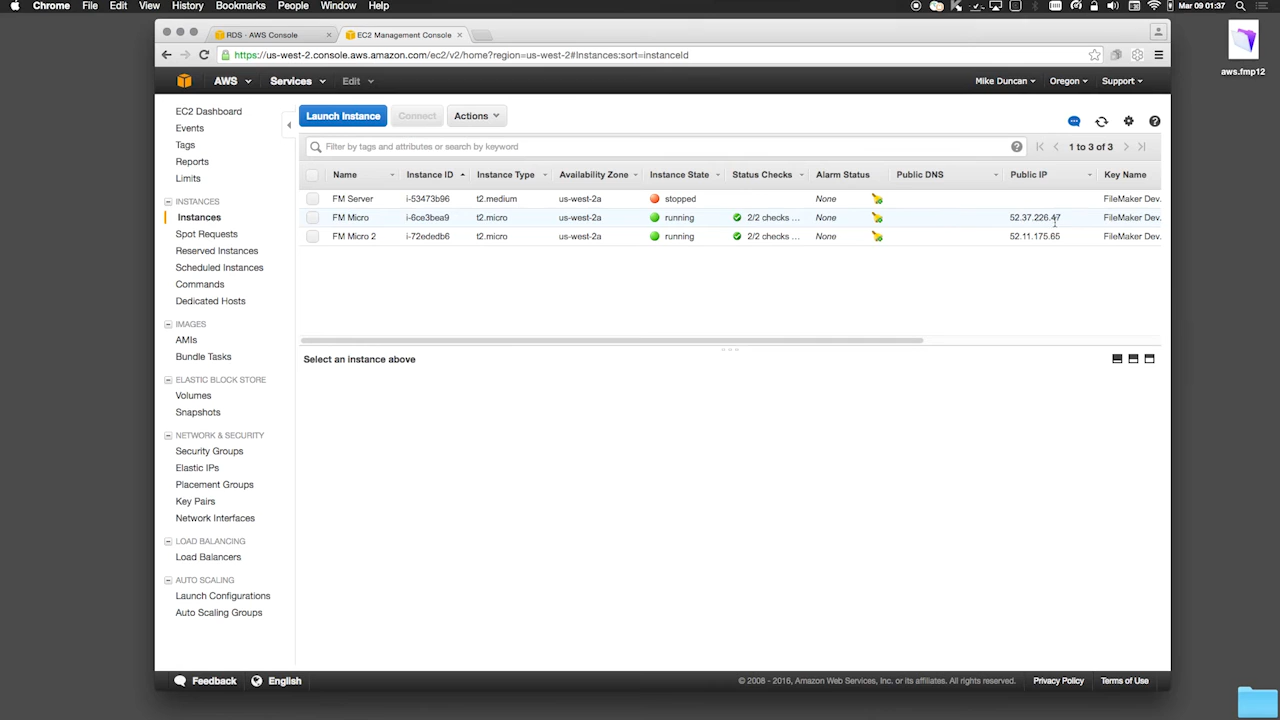 Chrome File Edit View History Bookmarks People Window Help Mar 09 01:37
RDS - AWS Console × EC2 Management Console ×
https://us-west-2.console.aws.amazon.com/ec2/v2/home?region=us-west-2#Instances:sort=instanceId
AWS Services Edit Mike Duncan Oregon Support
aws.fmp12
EC2 Dashboard
Events
Tags
Reports
Limits
INSTANCES
Instances
Spot Requests
Reserved Instances
Scheduled Instances
Commands
Dedicated Hosts
IMAGES
AMIs
Bundle Tasks
ELASTIC BLOCK STORE
Volumes
Snapshots
NETWORK & SECURITY
Security Groups
Elastic IPs
Placement Groups
Key Pairs
Network Interfaces
LOAD BALANCING
Load Balancers
AUTO SCALING
Launch Configurations
Auto Scaling Groups
Launch Instance Connect Actions
Filter by tags and attributes or search by keyword 1 to 3 of 3
Name Instance ID Instance Type Availability Zone Instance State Status Checks Alarm Status Public DNS Public IP Key Name
FM Server i-53473b96 t2.medium us-west-2a stopped None FileMaker Dev.
FM Micro i-6ce3bea9 t2.micro us-west-2a running 2/2 checks ... None 52.37.226.47 FileMaker Dev.
FM Micro 2 i-72ededb6 t2.micro us-west-2a running 2/2 checks ... None 52.11.175.65 FileMaker Dev.
Select an instance above
Feedback English © 2008 - 2016, Amazon Web Services, Inc. or its affiliates. All rights reserved. Privacy Policy Terms of Use